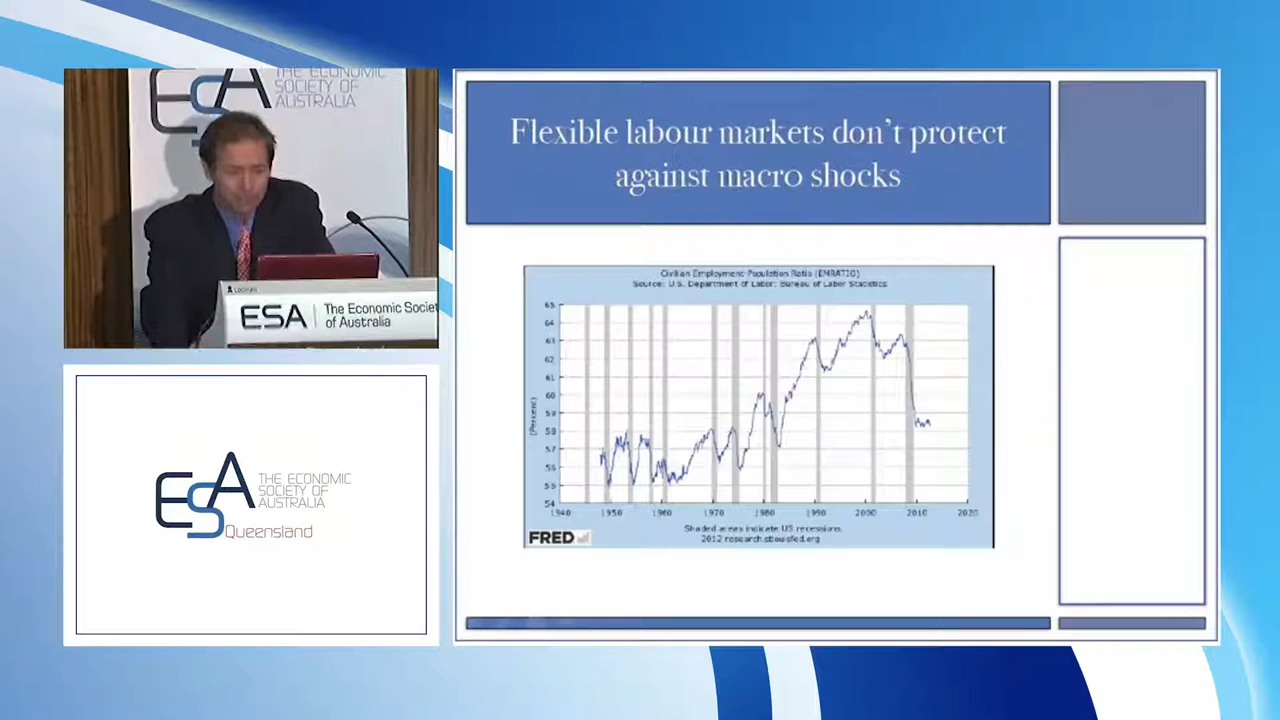 THE ECONOMIC
SOCIETY OF
AUSTRALIA
ESA
ESA
The Economic Societ
of Australia
ESA
THE ECONOMIC
SOCIETY OF
AUSTRALIA
Queensland
Flexible labour markets don't protect
against macro shocks
Civilian Employment-Population Ratio (EMRATIO)
Source: U.S. Department of Labor: Bureau of Labor Statistics
(Percent)
65
64
63
62
61
60
59
58
57
56
55
54
1940
1950
1960
1970
1980
1990
2000
2010
2020
Shaded areas indicate US recessions.
2012 research.stlouisfed.org
FRED